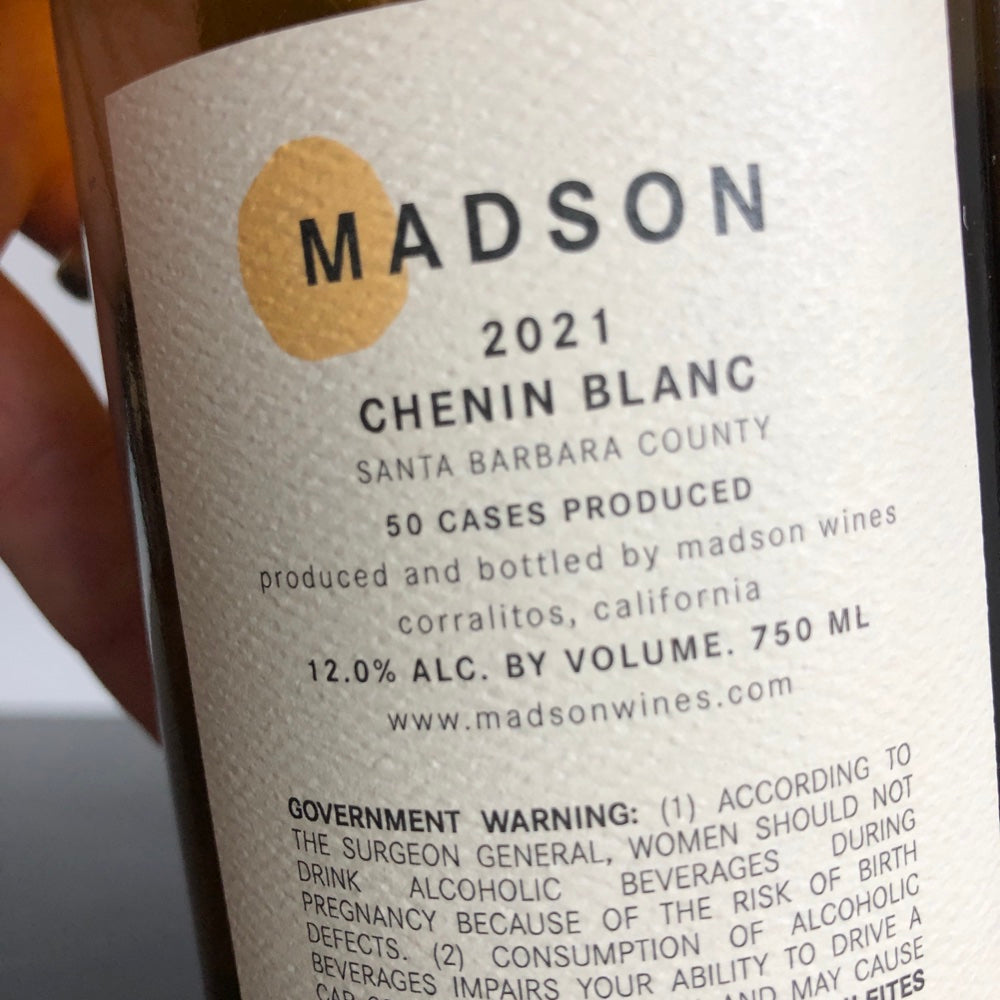 MADSON
2021
CHENIN BLANC
SANTA BARBARA COUNTY
50 CASES PRODUCED
produced and bottled by madson wines
corralitos, california
12.0% ALC. BY VOLUME. 750 ML
www.madsonwines.com
GOVERNMENT WARNING: (1) ACCORDING TO
THE SURGEON GENERAL, WOMEN SHOULD NOT
DRINK ALCOHOLIC BEVERAGES DURING
PREGNANCY BECAUSE OF THE RISK OF BIRTH
DEFECTS. (2) CONSUMPTION OF ALCOHOLIC
BEVERAGES IMPAIRS YOUR ABILITY TO DRIVE A
CAR AND MAY CAUSE